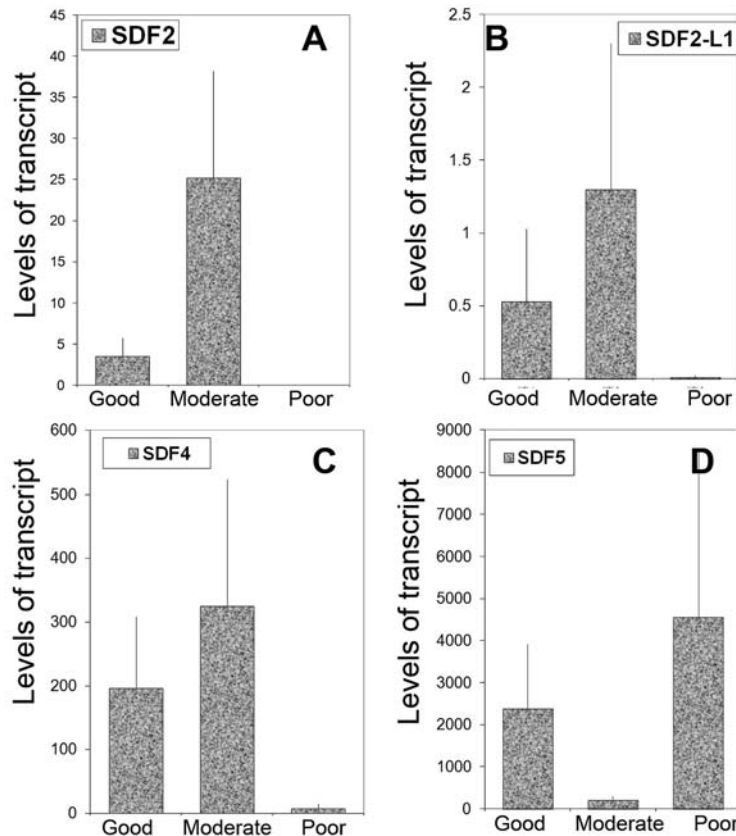 A
SDF2
Levels of transcript
45
40
35
30
25
20
15
10
5
0
Good Moderate Poor
B
SDF2-L1
Levels of transcript
2.5
2
1.5
1
0.5
0
Good Moderate Poor
C
SDF4
Levels of transcript
600
500
400
300
200
100
0
Good Moderate Poor
D
SDF5
Levels of transcript
9000
8000
7000
6000
5000
4000
3000
2000
1000
0
Good Moderate Poor